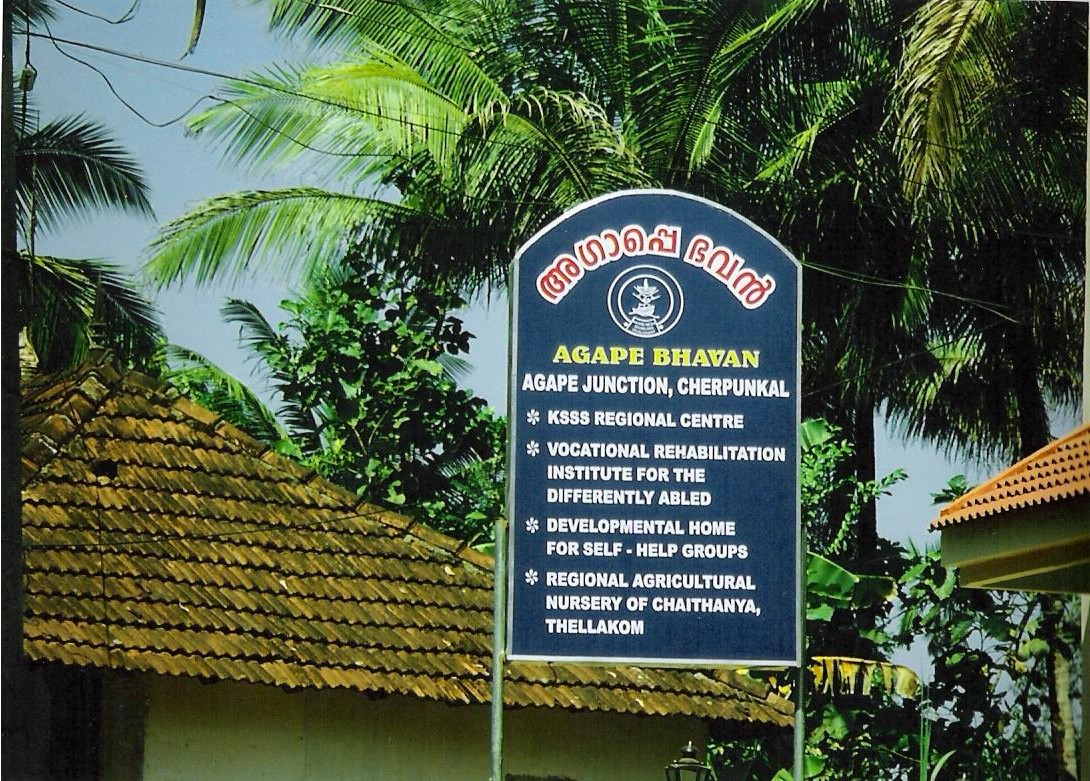 അഗാപ്പെ ഭവൻ
AGAPE BHAVAN
AGAPE JUNCTION, CHERPUNKAL
* KSSS REGIONAL CENTRE
* VOCATIONAL REHABILITATION
INSTITUTE FOR THE
DIFFERENTLY ABLED
* DEVELOPMENTAL HOME
FOR SELF - HELP GROUPS
* REGIONAL AGRICULTURAL
NURSERY OF CHAITHANYA,
THELLAKOM